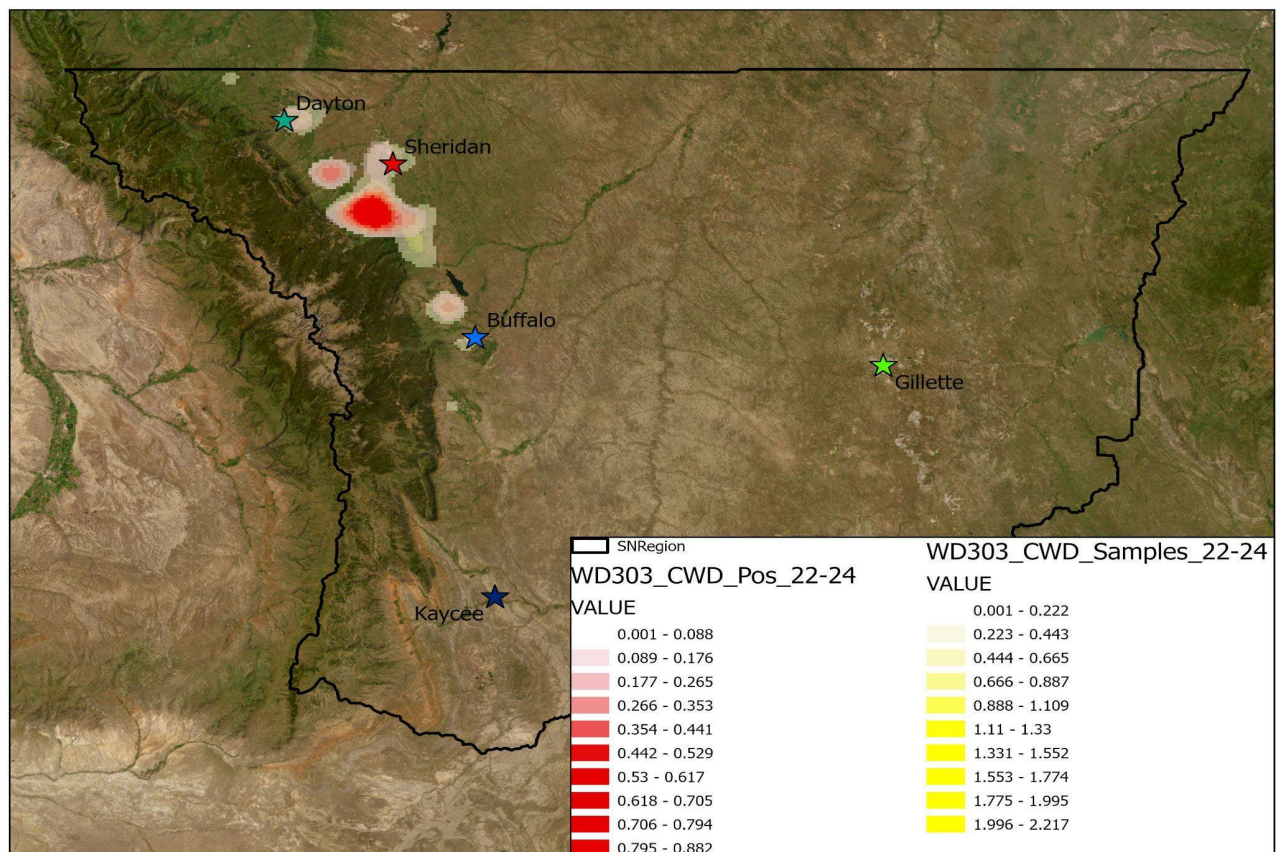 Dayton
Sheridan
Buffalo
Gillette
Kaycee
SNRegion
WD303_CWD_Pos_22-24
VALUE
0.001 - 0.088
0.089 - 0.176
0.177 - 0.265
0.266 - 0.353
0.354 - 0.441
0.442 - 0.529
0.53 - 0.617
0.618 - 0.705
0.706 - 0.794
0.795 - 0.882
WD303_CWD_Samples_22-24
VALUE
0.001 - 0.222
0.223 - 0.443
0.444 - 0.665
0.666 - 0.887
0.888 - 1.109
1.11 - 1.33
1.331 - 1.552
1.553 - 1.774
1.775 - 1.995
1.996 - 2.217